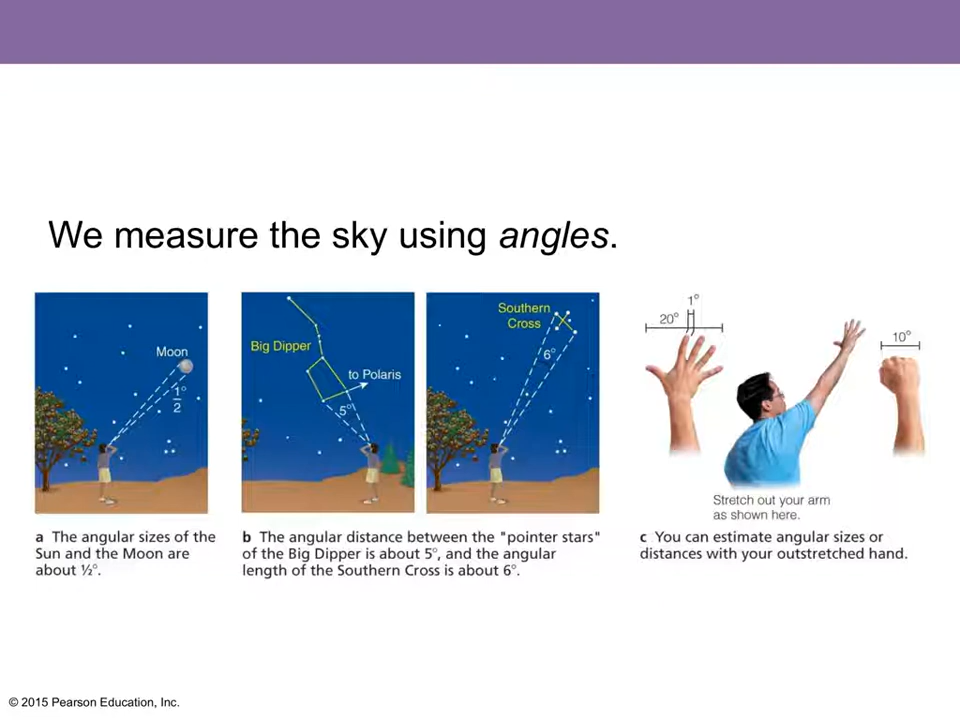 We measure the sky using angles.
Moon
1°
2
Big Dipper
to Polaris
5°
Southern
Cross
6°
1°
20°
10°
Stretch out your arm
as shown here.
a The angular sizes of the
Sun and the Moon are
about ½°.
b The angular distance between the "pointer stars"
of the Big Dipper is about 5°, and the angular
length of the Southern Cross is about 6°.
c You can estimate angular sizes or
distances with your outstretched hand.
© 2015 Pearson Education, Inc.